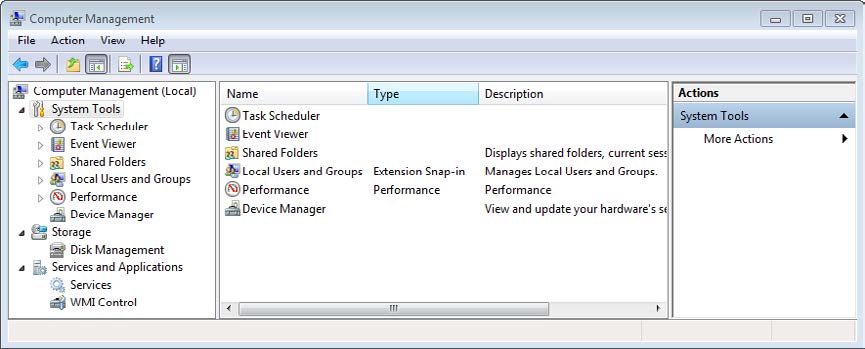 Computer Management
File Action View Help
Computer Management (Local)
System Tools
Task Scheduler
Event Viewer
Shared Folders
Local Users and Groups
Performance
Device Manager
Storage
Disk Management
Services and Applications
Services
WMI Control
Name Type Description
Task Scheduler
Event Viewer
Shared Folders Displays shared folders, current sess
Local Users and Groups Extension Snap-in Manages Local Users and Groups.
Performance Performance Performance
Device Manager View and update your hardware's se
Actions
System Tools
More Actions